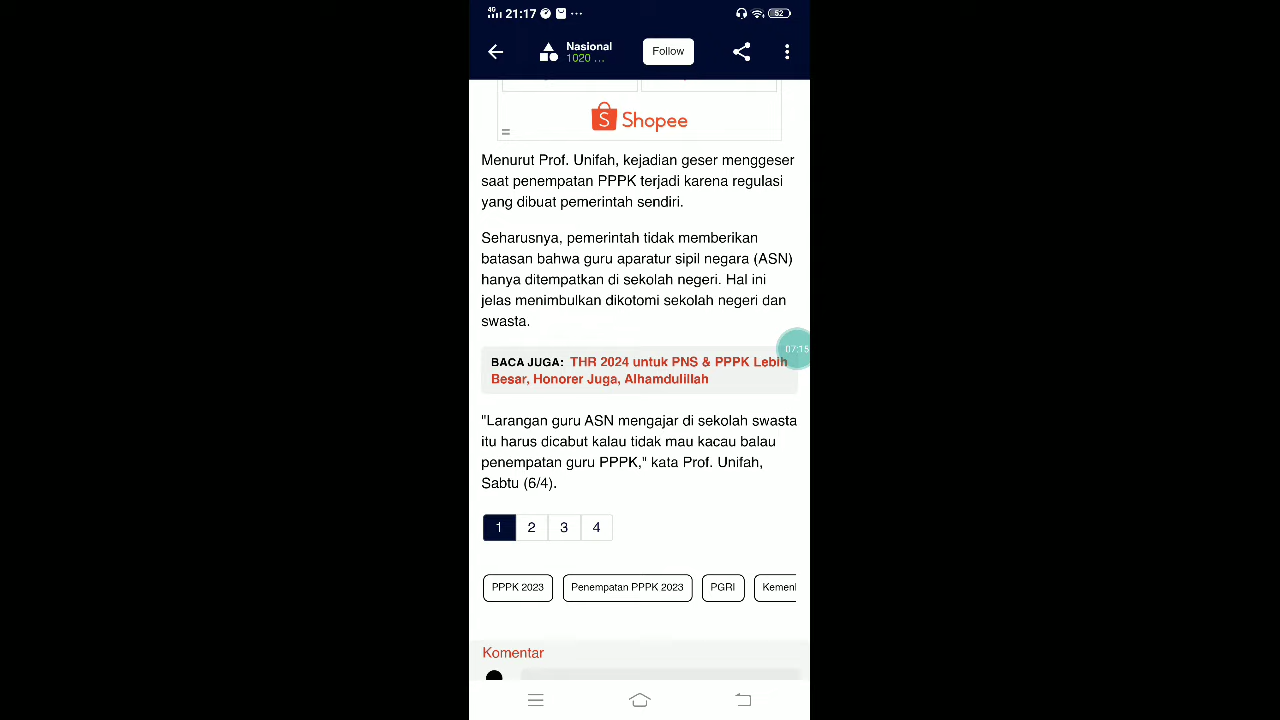 4G 21:17 52
Nasional
1020 ...
Follow
S Shopee
Menurut Prof. Unifah, kejadian geser menggeser
saat penempatan PPPK terjadi karena regulasi
yang dibuat pemerintah sendiri.
Seharusnya, pemerintah tidak memberikan
batasan bahwa guru aparatur sipil negara (ASN)
hanya ditempatkan di sekolah negeri. Hal ini
jelas menimbulkan dikotomi sekolah negeri dan
swasta.
07:15
BACA JUGA: THR 2024 untuk PNS & PPPK Lebih
Besar, Honorer Juga, Alhamdulillah
"Larangan guru ASN mengajar di sekolah swasta
itu harus dicabut kalau tidak mau kacau balau
penempatan guru PPPK," kata Prof. Unifah,
Sabtu (6/4).
1 2 3 4
PPPK 2023 Penempatan PPPK 2023 PGRI
Komentar